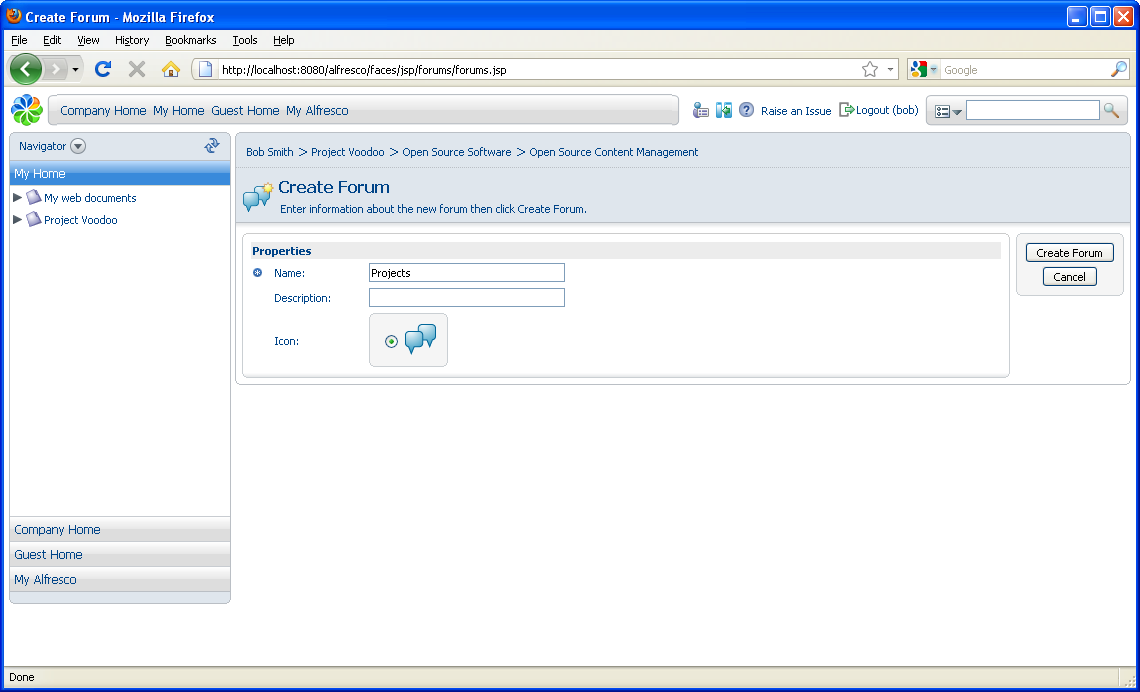 Create Forum - Mozilla Firefox
File Edit View History Bookmarks Tools Help
http://localhost:8080/alfresco/faces/jsp/forums/forums.jsp
Google
Company Home My Home Guest Home My Alfresco
Raise an Issue Logout (bob)
Navigator
My Home
My web documents
Project Voodoo
Company Home
Guest Home
My Alfresco
Bob Smith > Project Voodoo > Open Source Software > Open Source Content Management
Create Forum
Enter information about the new forum then click Create Forum.
Properties
Name: Projects
Description:
Icon:
Create Forum
Cancel
Done